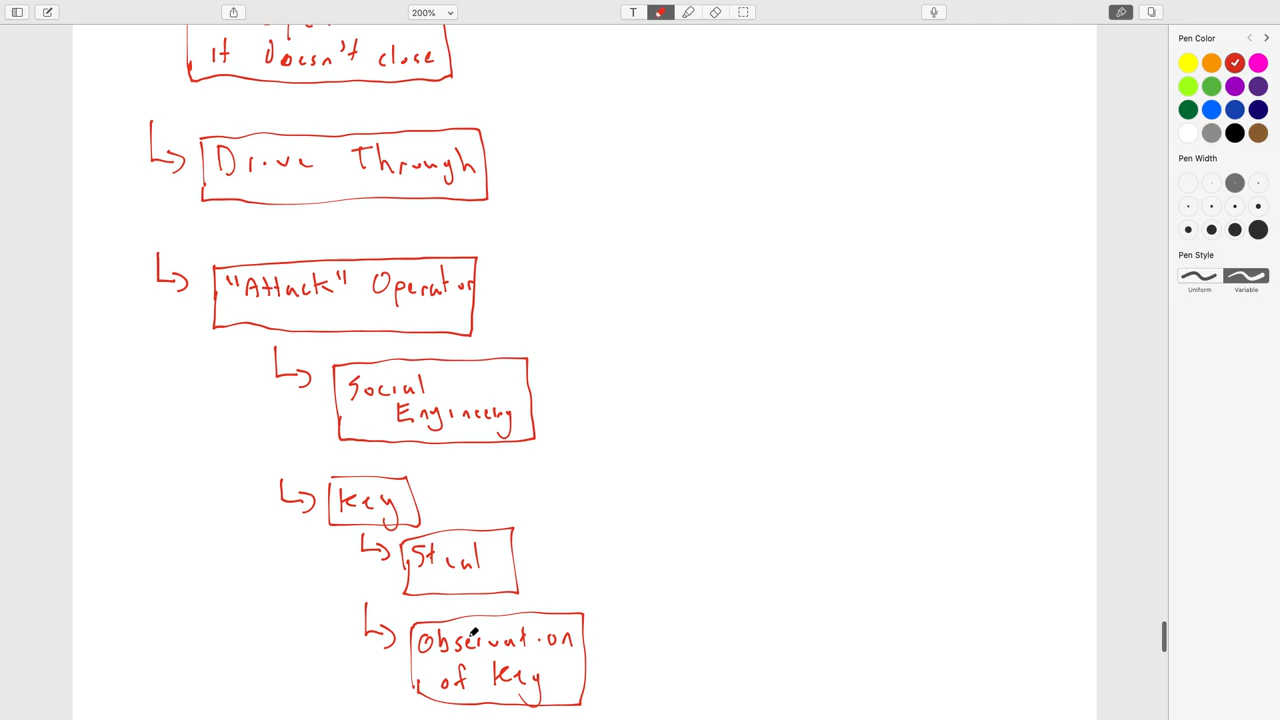 200%
T
It Doesn't close
Drive Through
"Attack" Operator
Social
Engineering
Key
Steal
Observation
of Key
Pen Color
Pen Width
Pen Style
Uniform
Variable